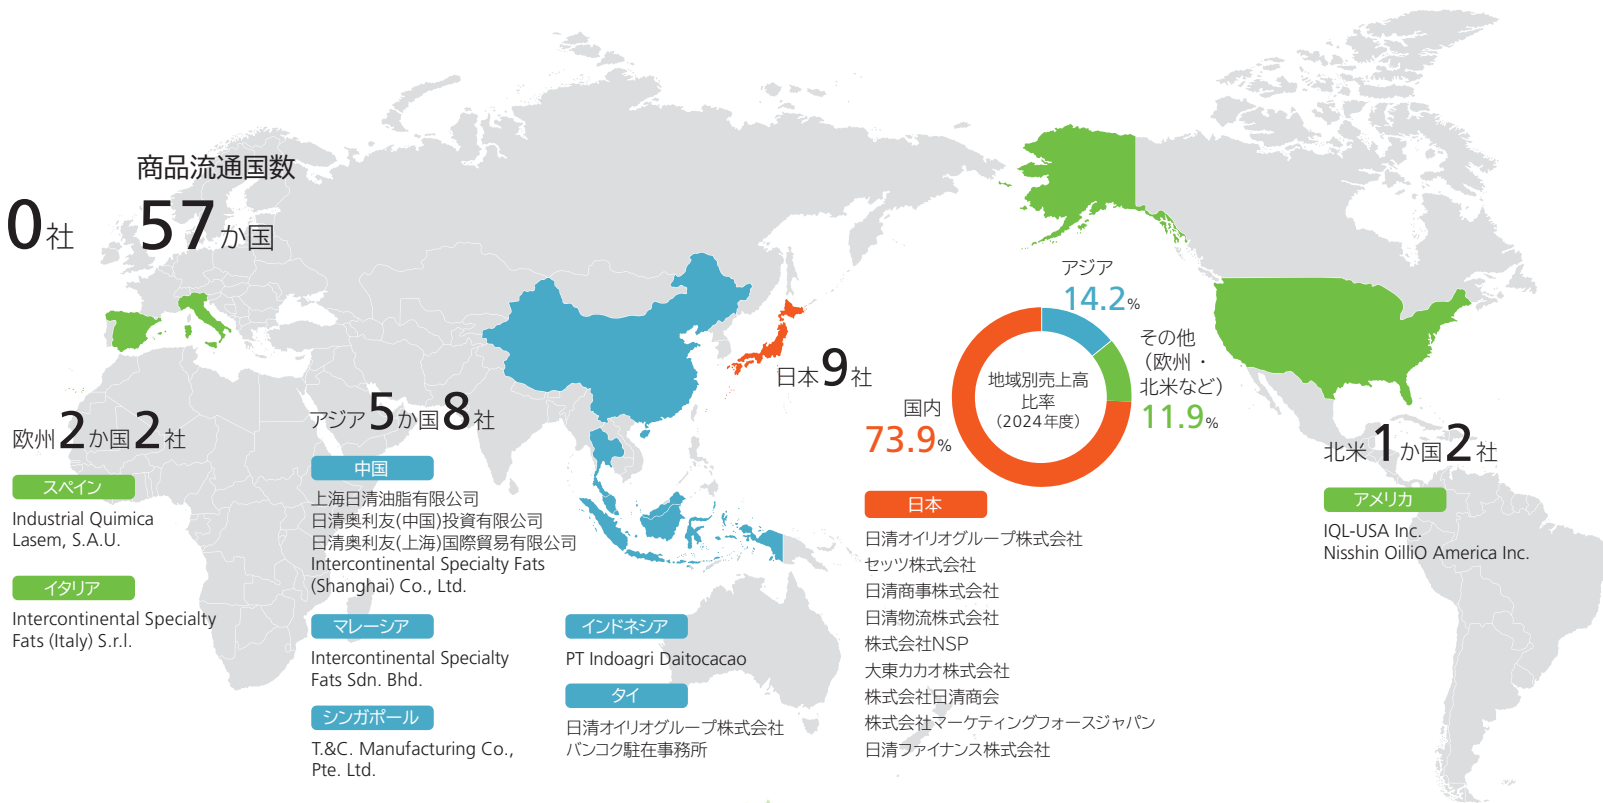 商品流通国数
0社
57か国
欧州2か国2社
スペイン
Industrial Quimica
Lasem, S.A.U.
イタリア
Intercontinental Specialty
Fats (Italy) S.r.l.
アジア5か国8社
中国
上海日清油脂有限公司
日清奥利友(中国)投資有限公司
日清奥利友(上海)国際貿易有限公司
Intercontinental Specialty Fats
(Shanghai) Co., Ltd.
マレーシア
Intercontinental Specialty
Fats Sdn. Bhd.
シンガポール
T.&C. Manufacturing Co.,
Pte. Ltd.
インドネシア
PT Indoagri Daitocacao
タイ
日清オイリオグループ株式会社
バンコク駐在事務所
日本9社
アジア
14.2%
その他
（欧州・
北米など）
11.9%
国内
73.9%
地域別売上高
比率
（2024年度）
日本
日清オイリオグループ株式会社
セッツ株式会社
日清商事株式会社
日清物流株式会社
株式会社NSP
大東カカオ株式会社
株式会社日清商会
株式会社マーケティングフォースジャパン
日清ファイナンス株式会社
北米1か国2社
アメリカ
IQL-USA Inc.
Nisshin OilliO America Inc.